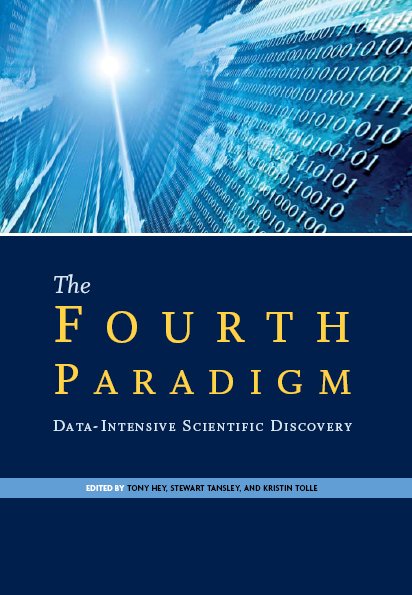 The
FOURTH
PARADIGM
DATA-INTENSIVE SCIENTIFIC DISCOVERY
EDITED BY TONY HEY, STEWART TANSLEY, AND KRISTIN TOLLE